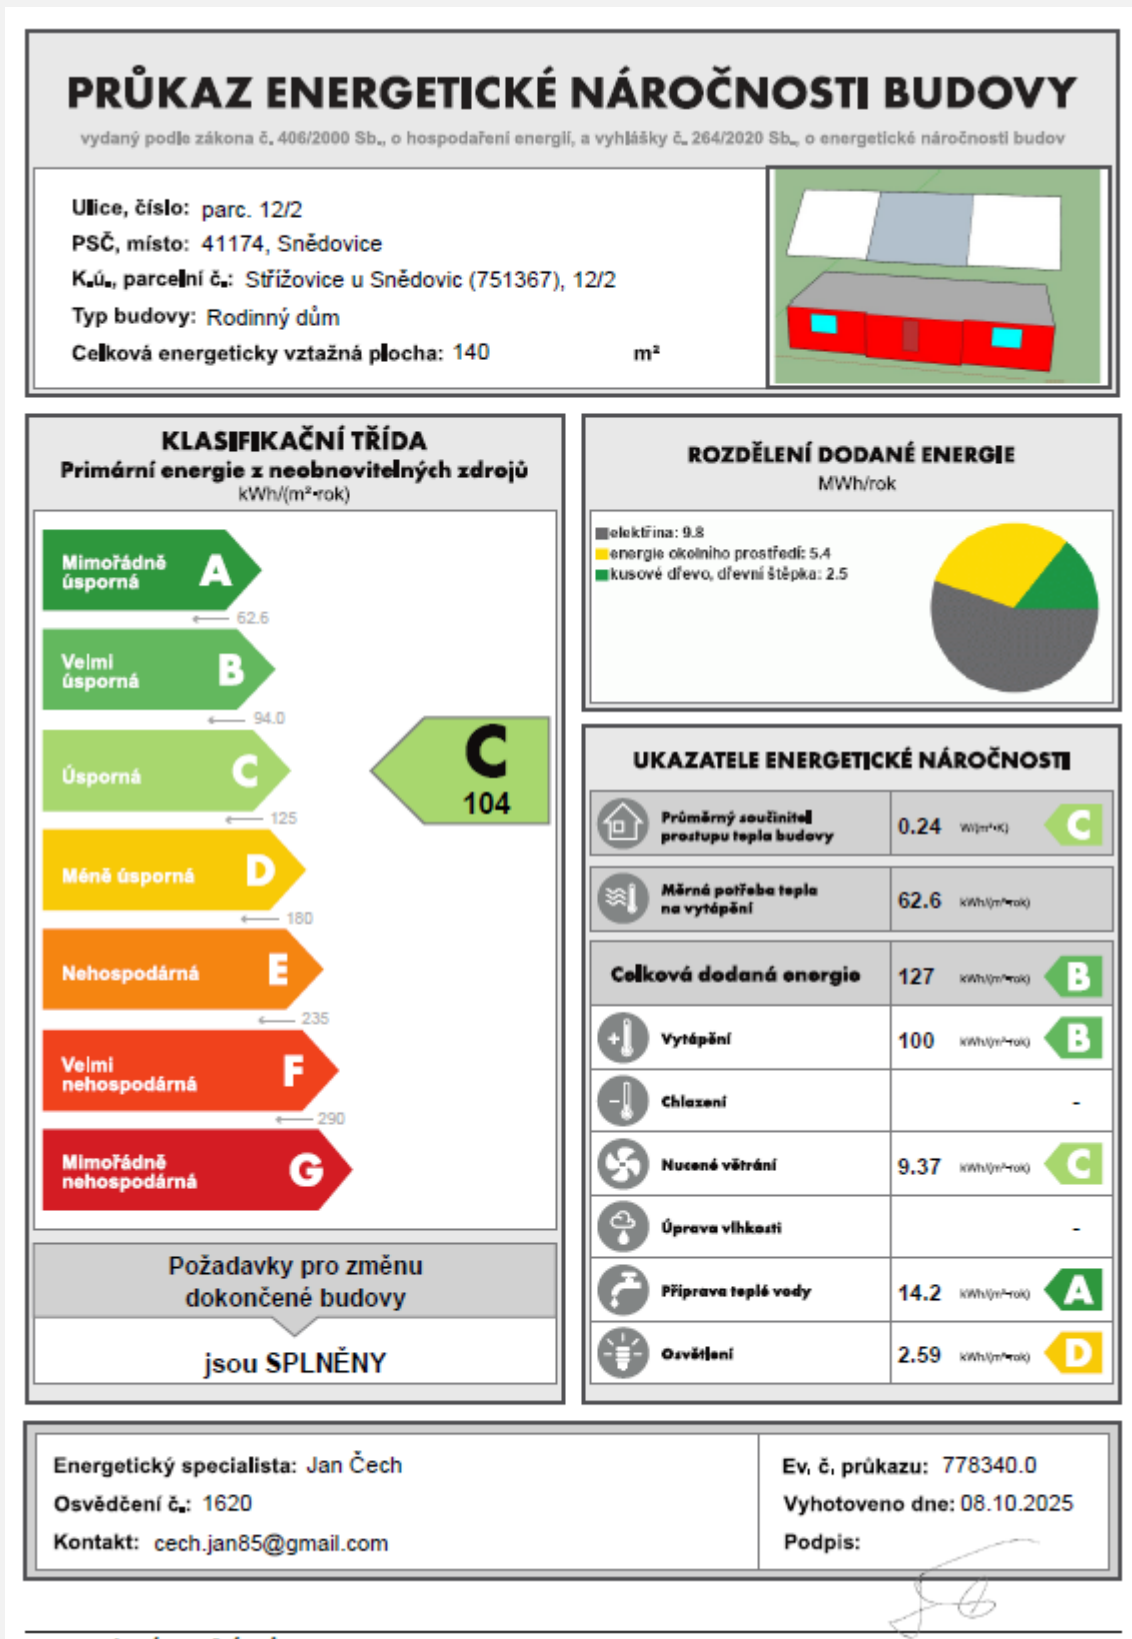 PRŮKAZ ENERGETICKÉ NÁROČNOSTI BUDOVY
vydaný podle zákona č. 406/2000 Sb., o hospodaření energií, a vyhlášky č. 264/2020 Sb., o energetické náročnosti budov
Ulice, číslo: parc. 12/2
PSČ, místo: 41174, Snědovice
K.ú., parcelní č.: Střížovice u Snědovic (751367), 12/2
Typ budovy: Rodinný dům
Celková energeticky vztažná plocha: 140 m²
KLASIFIKAČNÍ TŘÍDA
Primární energie z neobnovitelných zdrojů
kWh/(m²•rok)
Mimořádně
úsporná
A
62.6
Velmi
úsporná
B
94.0
Úsporná
C
125
Méně úsporná
D
180
Nehospodárná
E
235
Velmi
nehospodárná
F
290
Mimořádně
nehospodárná
G
C
104
Požadavky pro změnu
dokončené budovy
jsou SPLNĚNY
ROZDĚLENÍ DODANÉ ENERGIE
MWh/rok
elektřina: 9.8
energie okolního prostředí: 5.4
kusové dřevo, dřevní štěpka: 2.5
UKAZATELE ENERGETICKÉ NÁROČNOSTI
Průměrný součinitel
prostupu tepla budovy
0.24 W/(m²•K) C
Měrná potřeba tepla
na vytápění
62.6 kWh/(m²•rok)
Celková dodaná energie 127 kWh/(m²•rok) B
Vytápění 100 kWh/(m²•rok) B
Chlazení -
Nucené větrání 9.37 kWh/(m²•rok) C
Úprava vlhkosti -
Příprava teplé vody 14.2 kWh/(m²•rok) A
Osvětlení 2.59 kWh/(m²•rok) D
Energetický specialista: Jan Čech
Osvědčení č.: 1620
Kontakt: cech.jan85@gmail.com
Ev. č. průkazu: 778340.0
Vyhotoveno dne: 08.10.2025
Podpis: